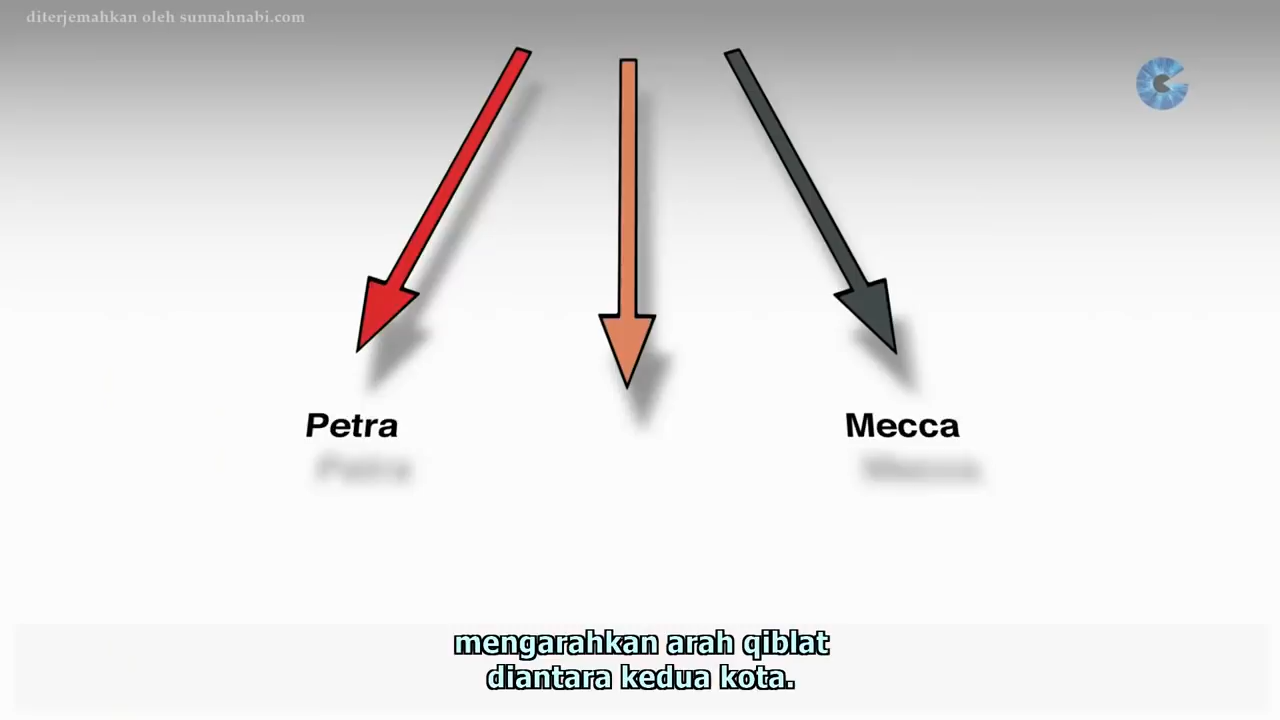 diterjemahkan oleh sunnahnabi.com
Petra
Mecca
mengarahkan arah qiblat
diantara kedua kota.